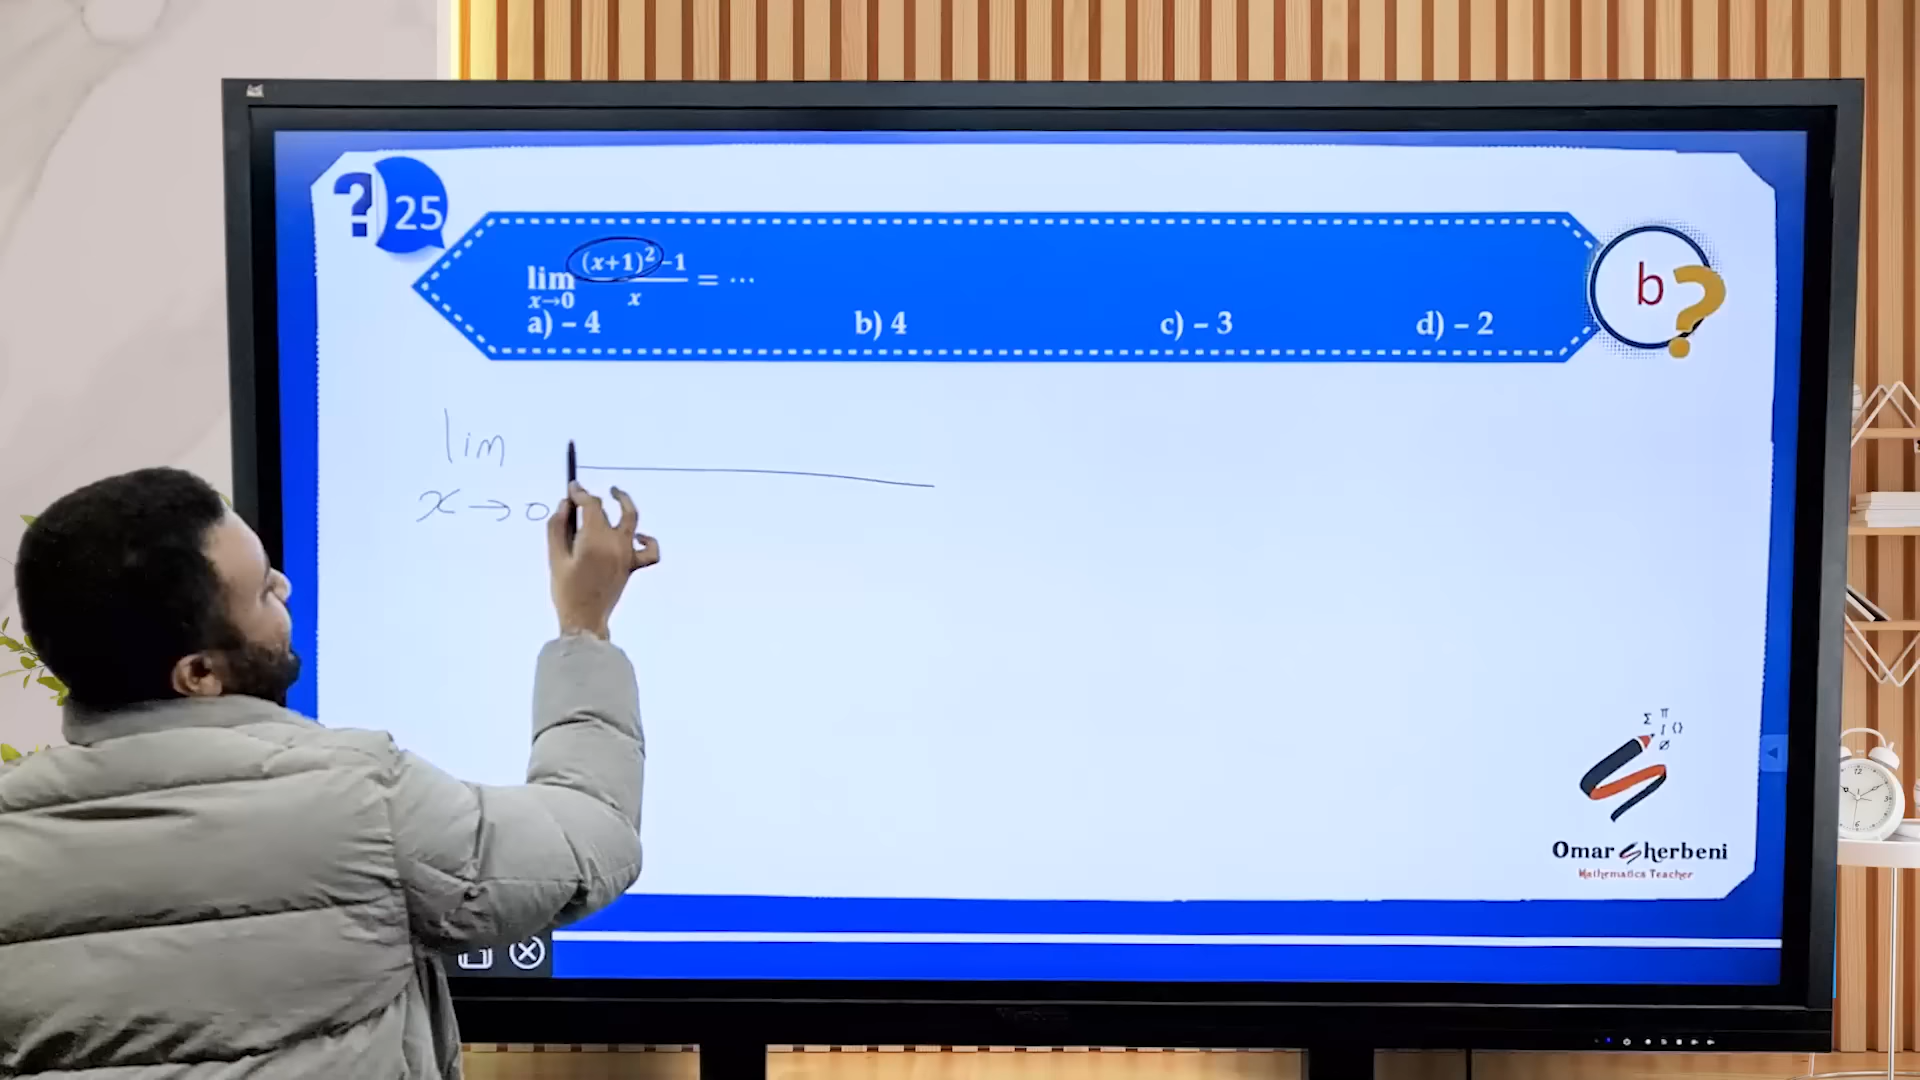 ? 25
lim x→0 (x+1)² -1 / x = ...
a) – 4 b) 4 c) – 3 d) – 2
b ?
lim
x → 0
Σ π
∫ {}
Ø
Omar Sherbeni
Mathematics Teacher